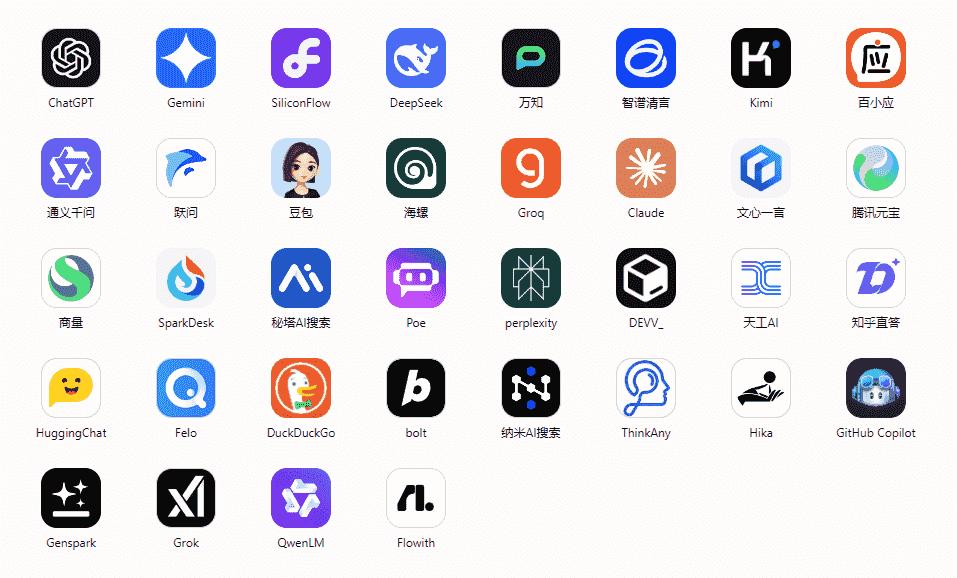 ChatGPT
Gemini
SiliconFlow
DeepSeek
万知
智谱清言
Kimi
应
百小应
通义千问
跃问
豆包
海螺
Groq
Claude
文心一言
腾讯元宝
商量
SparkDesk
秘塔AI搜索
Poe
perplexity
DEVV_
天工AI
知乎直答
HuggingChat
Felo
DuckDuckGo
bolt
纳米AI搜索
ThinkAny
Hika
GitHub Copilot
Genspark
Grok
QwenLM
Flowith